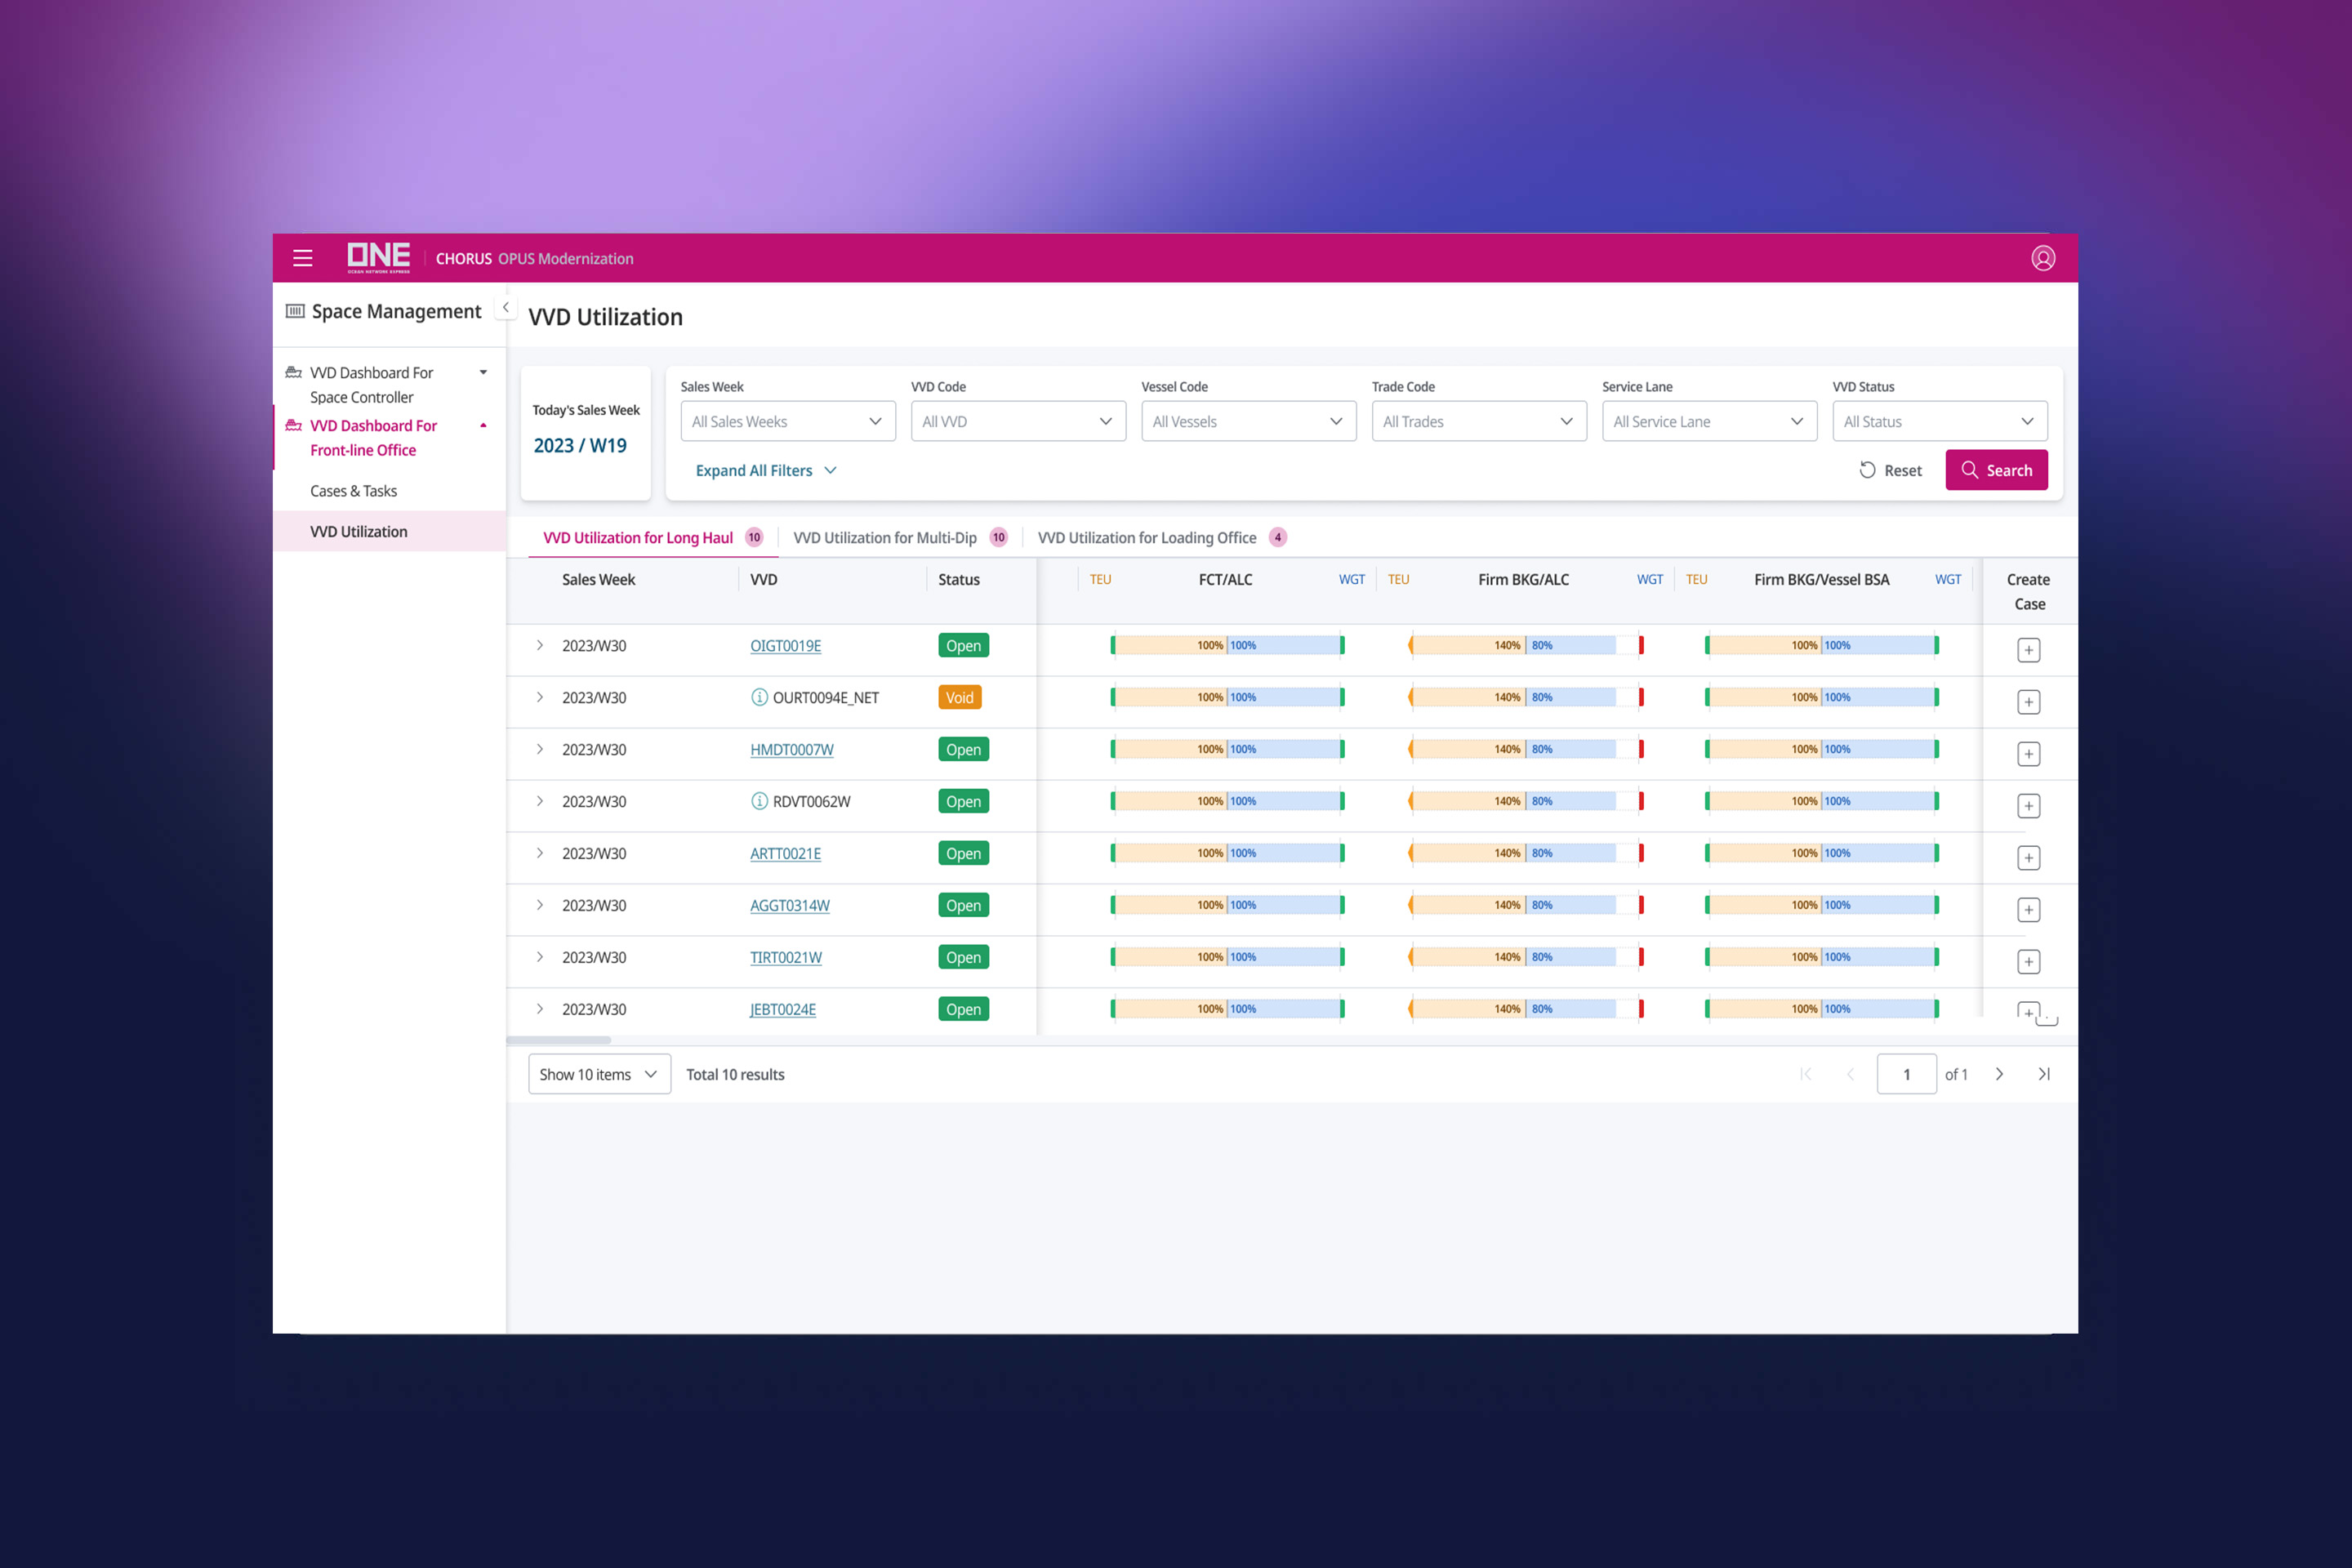 ONE
OCEAN NETWORK EXPRESS
CHORUS OPUS Modernization
Space Management
VVD Dashboard For
Space Controller
VVD Dashboard For
Front-line Office
Cases & Tasks
VVD Utilization
VVD Utilization
Today's Sales Week
2023 / W19
Sales Week VVD Code Vessel Code Trade Code Service Lane VVD Status
All Sales Weeks All VVD All Vessels All Trades All Service Lane All Status
Expand All Filters Reset Search
VVD Utilization for Long Haul 10 VVD Utilization for Multi-Dip 10 VVD Utilization for Loading Office 4
Sales Week VVD Status TEU FCT/ALC WGT TEU Firm BKG/ALC WGT TEU Firm BKG/Vessel BSA WGT Create
Case
2023/W30 OIGT0019E Open 100% 100% 140% 80% 100% 100%
2023/W30 OURT0094E_NET Void 100% 100% 140% 80% 100% 100%
2023/W30 HMDT0007W Open 100% 100% 140% 80% 100% 100%
2023/W30 RDVT0062W Open 100% 100% 140% 80% 100% 100%
2023/W30 ARTT0021E Open 100% 100% 140% 80% 100% 100%
2023/W30 AGGT0314W Open 100% 100% 140% 80% 100% 100%
2023/W30 TIRT0021W Open 100% 100% 140% 80% 100% 100%
2023/W30 JEBT0024E Open 100% 100% 140% 80% 100% 100%
Show 10 items Total 10 results 1 of 1